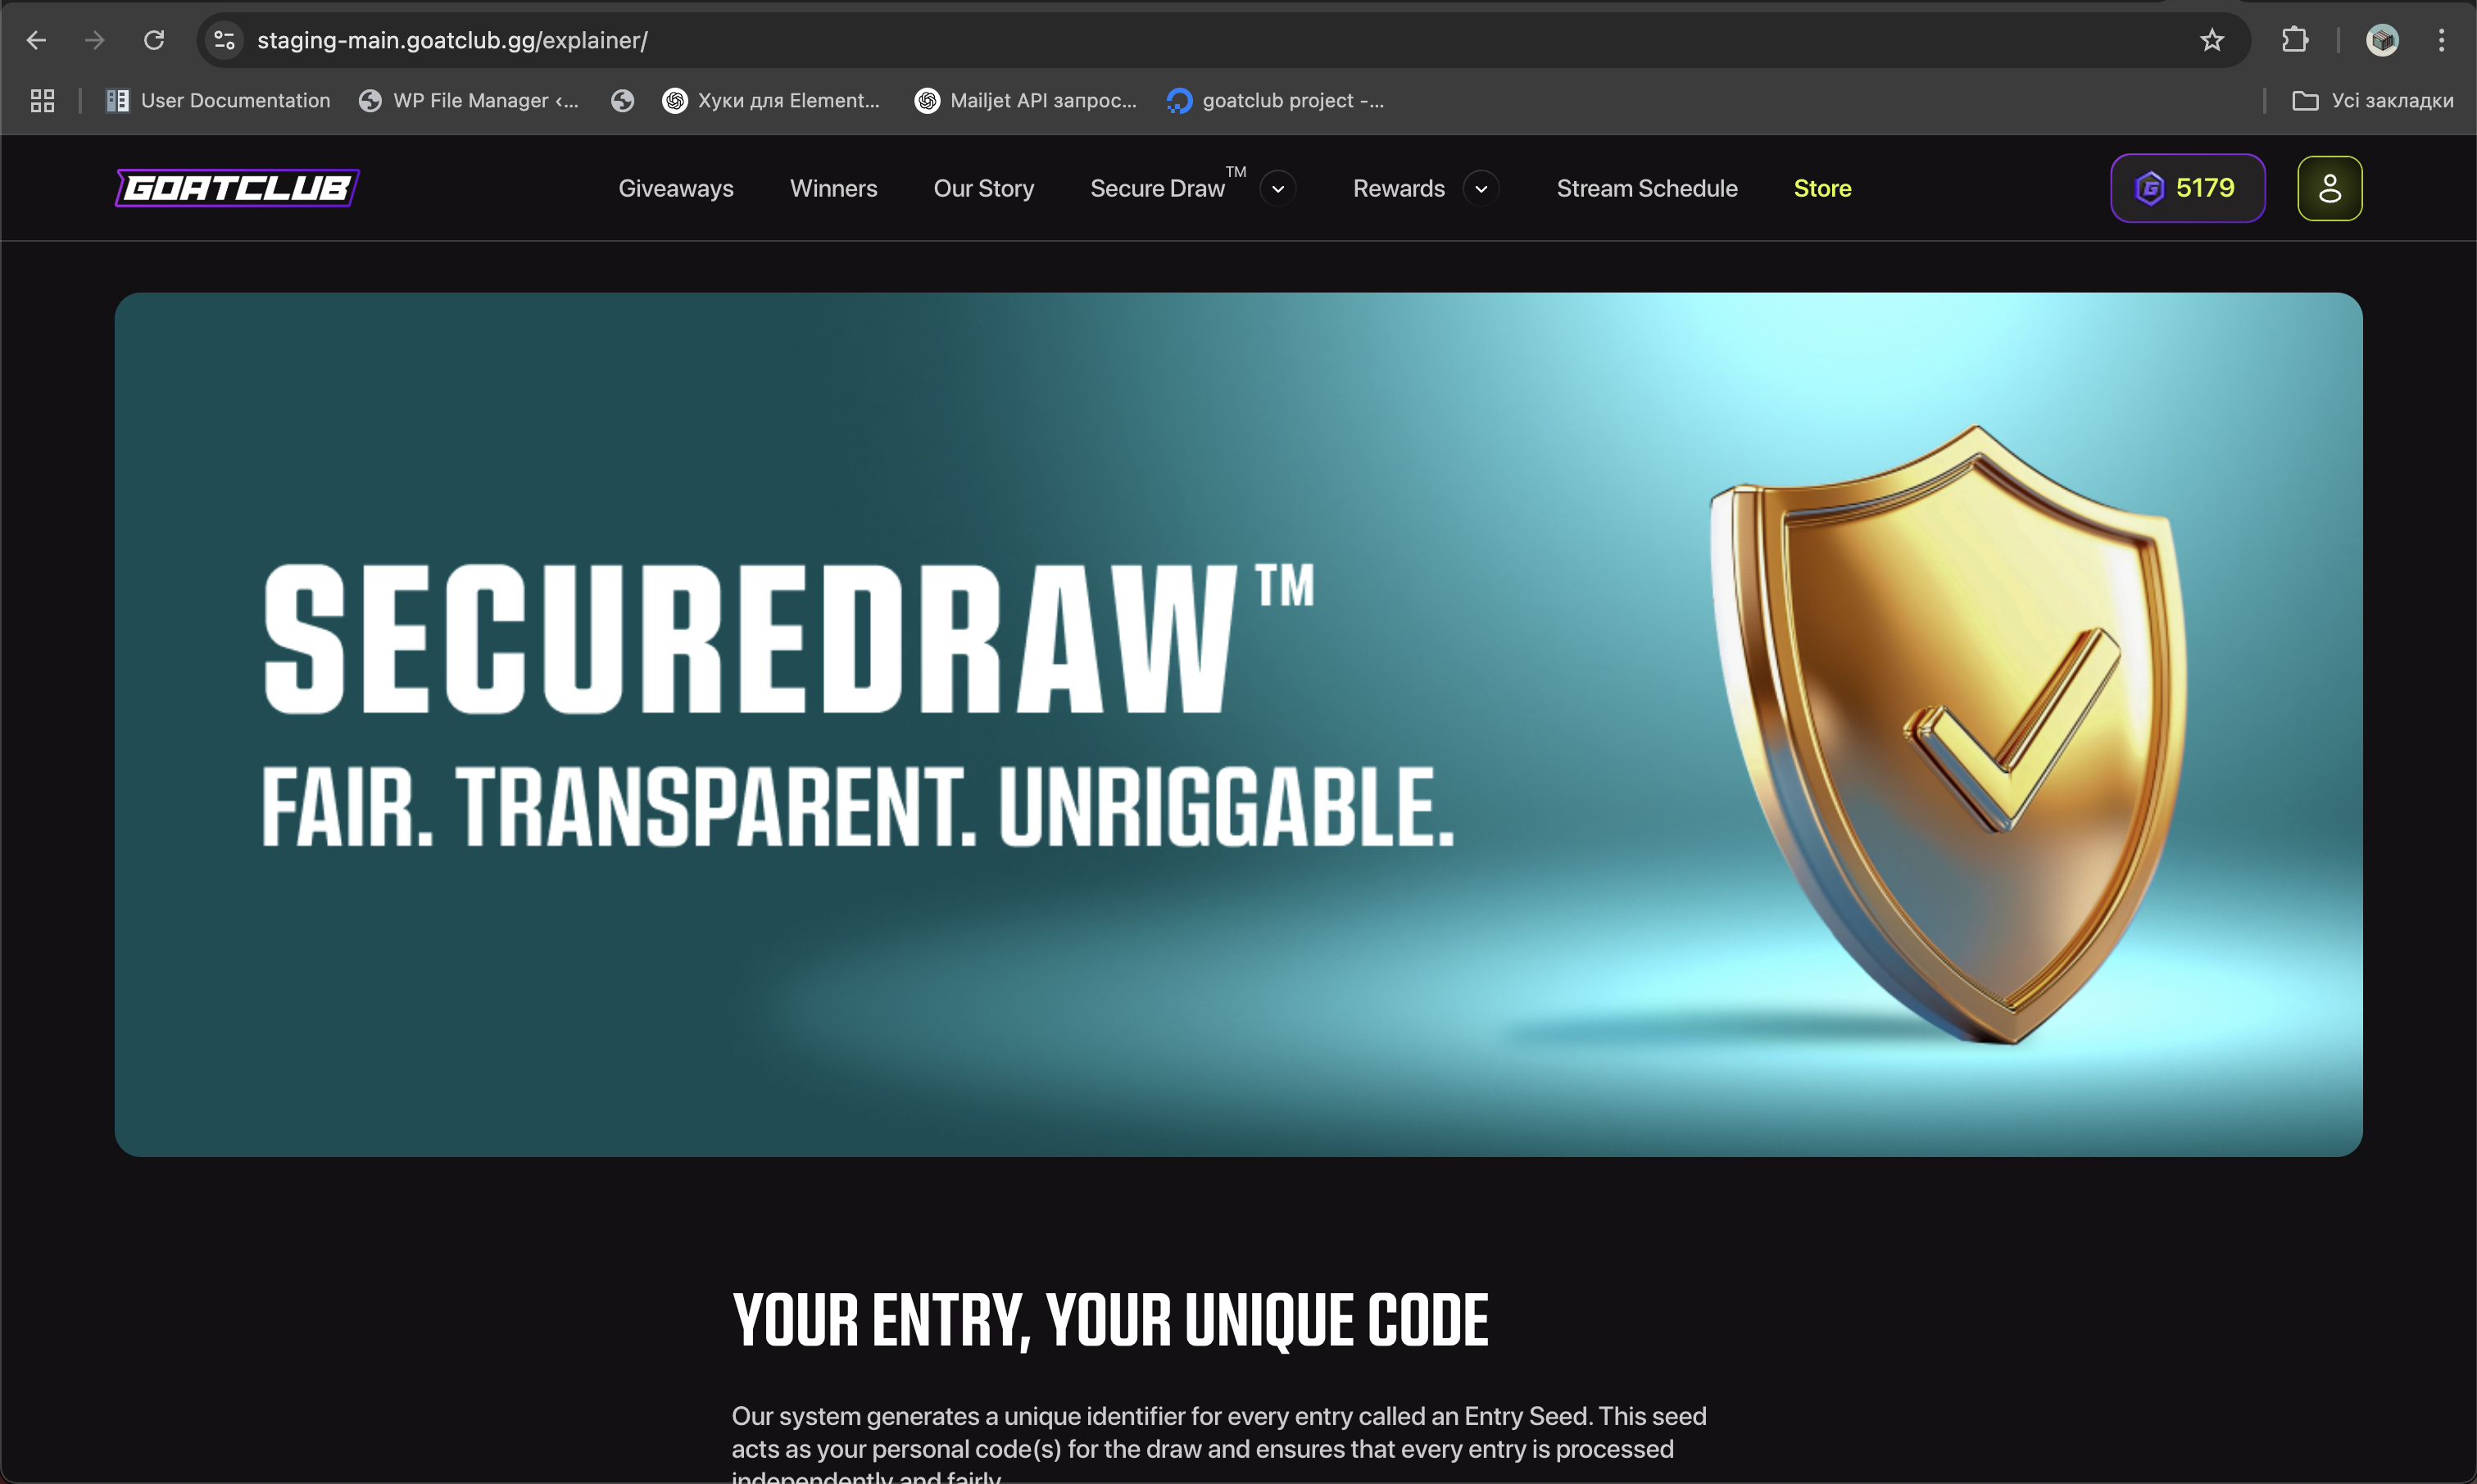 staging-main.goatclub.gg/explainer/
User Documentation
WP File Manager ‹...
Хуки для Element...
Mailjet API запрос...
goatclub project -...
Усі закладки
GOATCLUB
Giveaways
Winners
Our Story
Secure Draw™
Rewards
Stream Schedule
Store
G 5179
SECUREDRAW™
FAIR. TRANSPARENT. UNRIGGABLE.
YOUR ENTRY, YOUR UNIQUE CODE
Our system generates a unique identifier for every entry called an Entry Seed. This seed
acts as your personal code(s) for the draw and ensures that every entry is processed
independently and fairly.